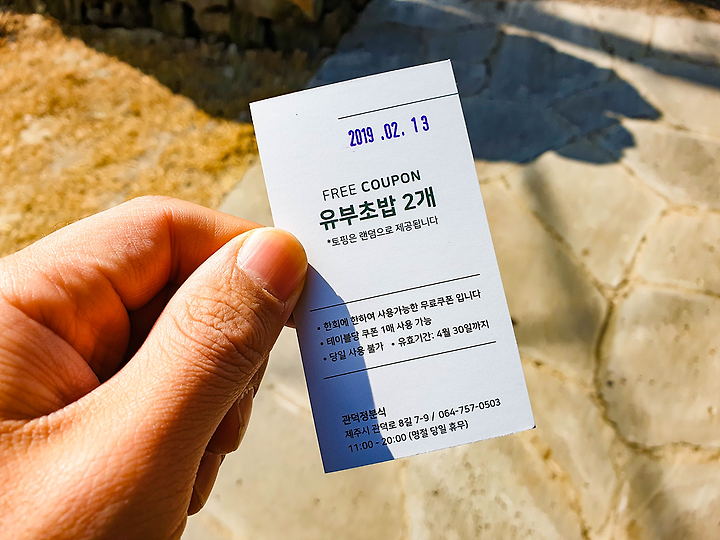 2019 .02. 13
FREE COUPON
유부초밥 2개
*토핑은 랜덤으로 제공됩니다
• 한회에 한하여 사용가능한 무료쿠폰 입니다
• 테이블당 쿠폰 1매 사용 가능
• 당일 사용 불가 • 유효기간: 4월 30일까지
관덕정분식
제주시 관덕로 8길 7-9 / 064-757-0503
11:00 - 20:00 (명절 당일 휴무)